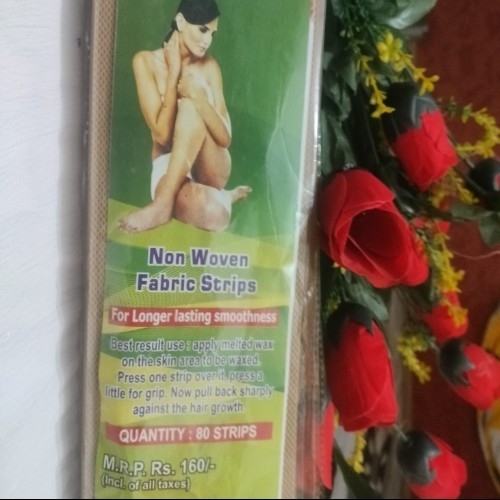 Non Woven
Fabric Strips
For Longer lasting smoothness
Best result use : apply melted wax
on the skin area to be waxed.
Press one strip over it, press a
little for grip. Now pull back sharply
against the hair growth
QUANTITY : 80 STRIPS
M.R.P. Rs. 160/-
(Incl. of all taxes)